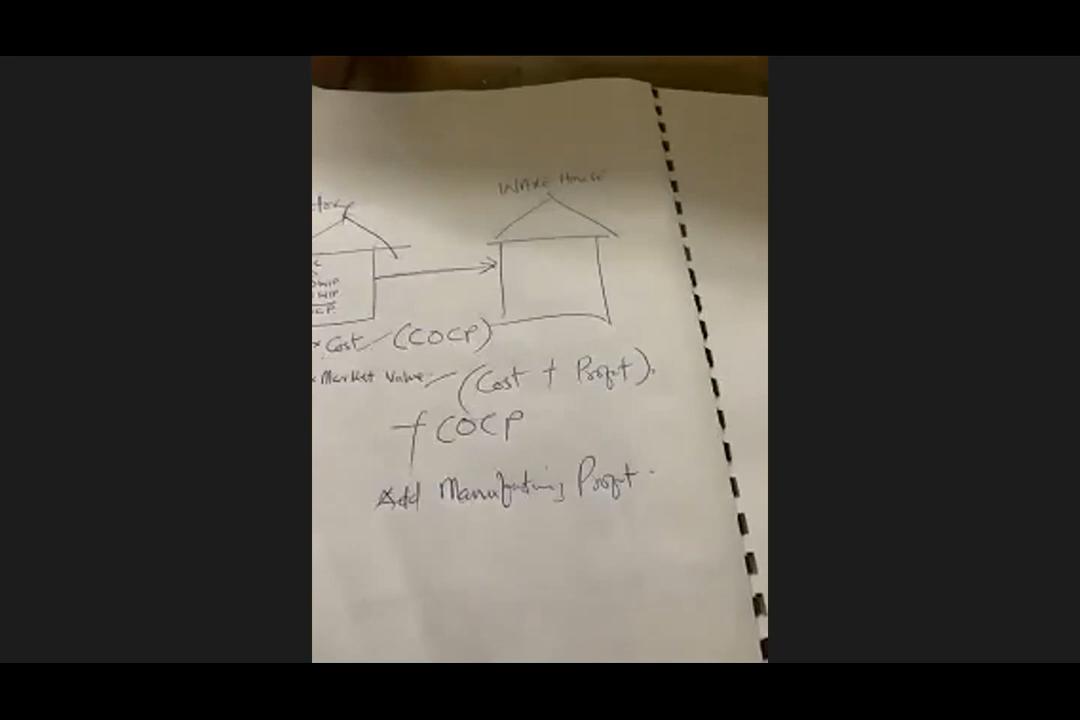 Ware House
Cost (COCP)
Market Value (Cost + Profit).
COCP
Add Manufacturing Profit.